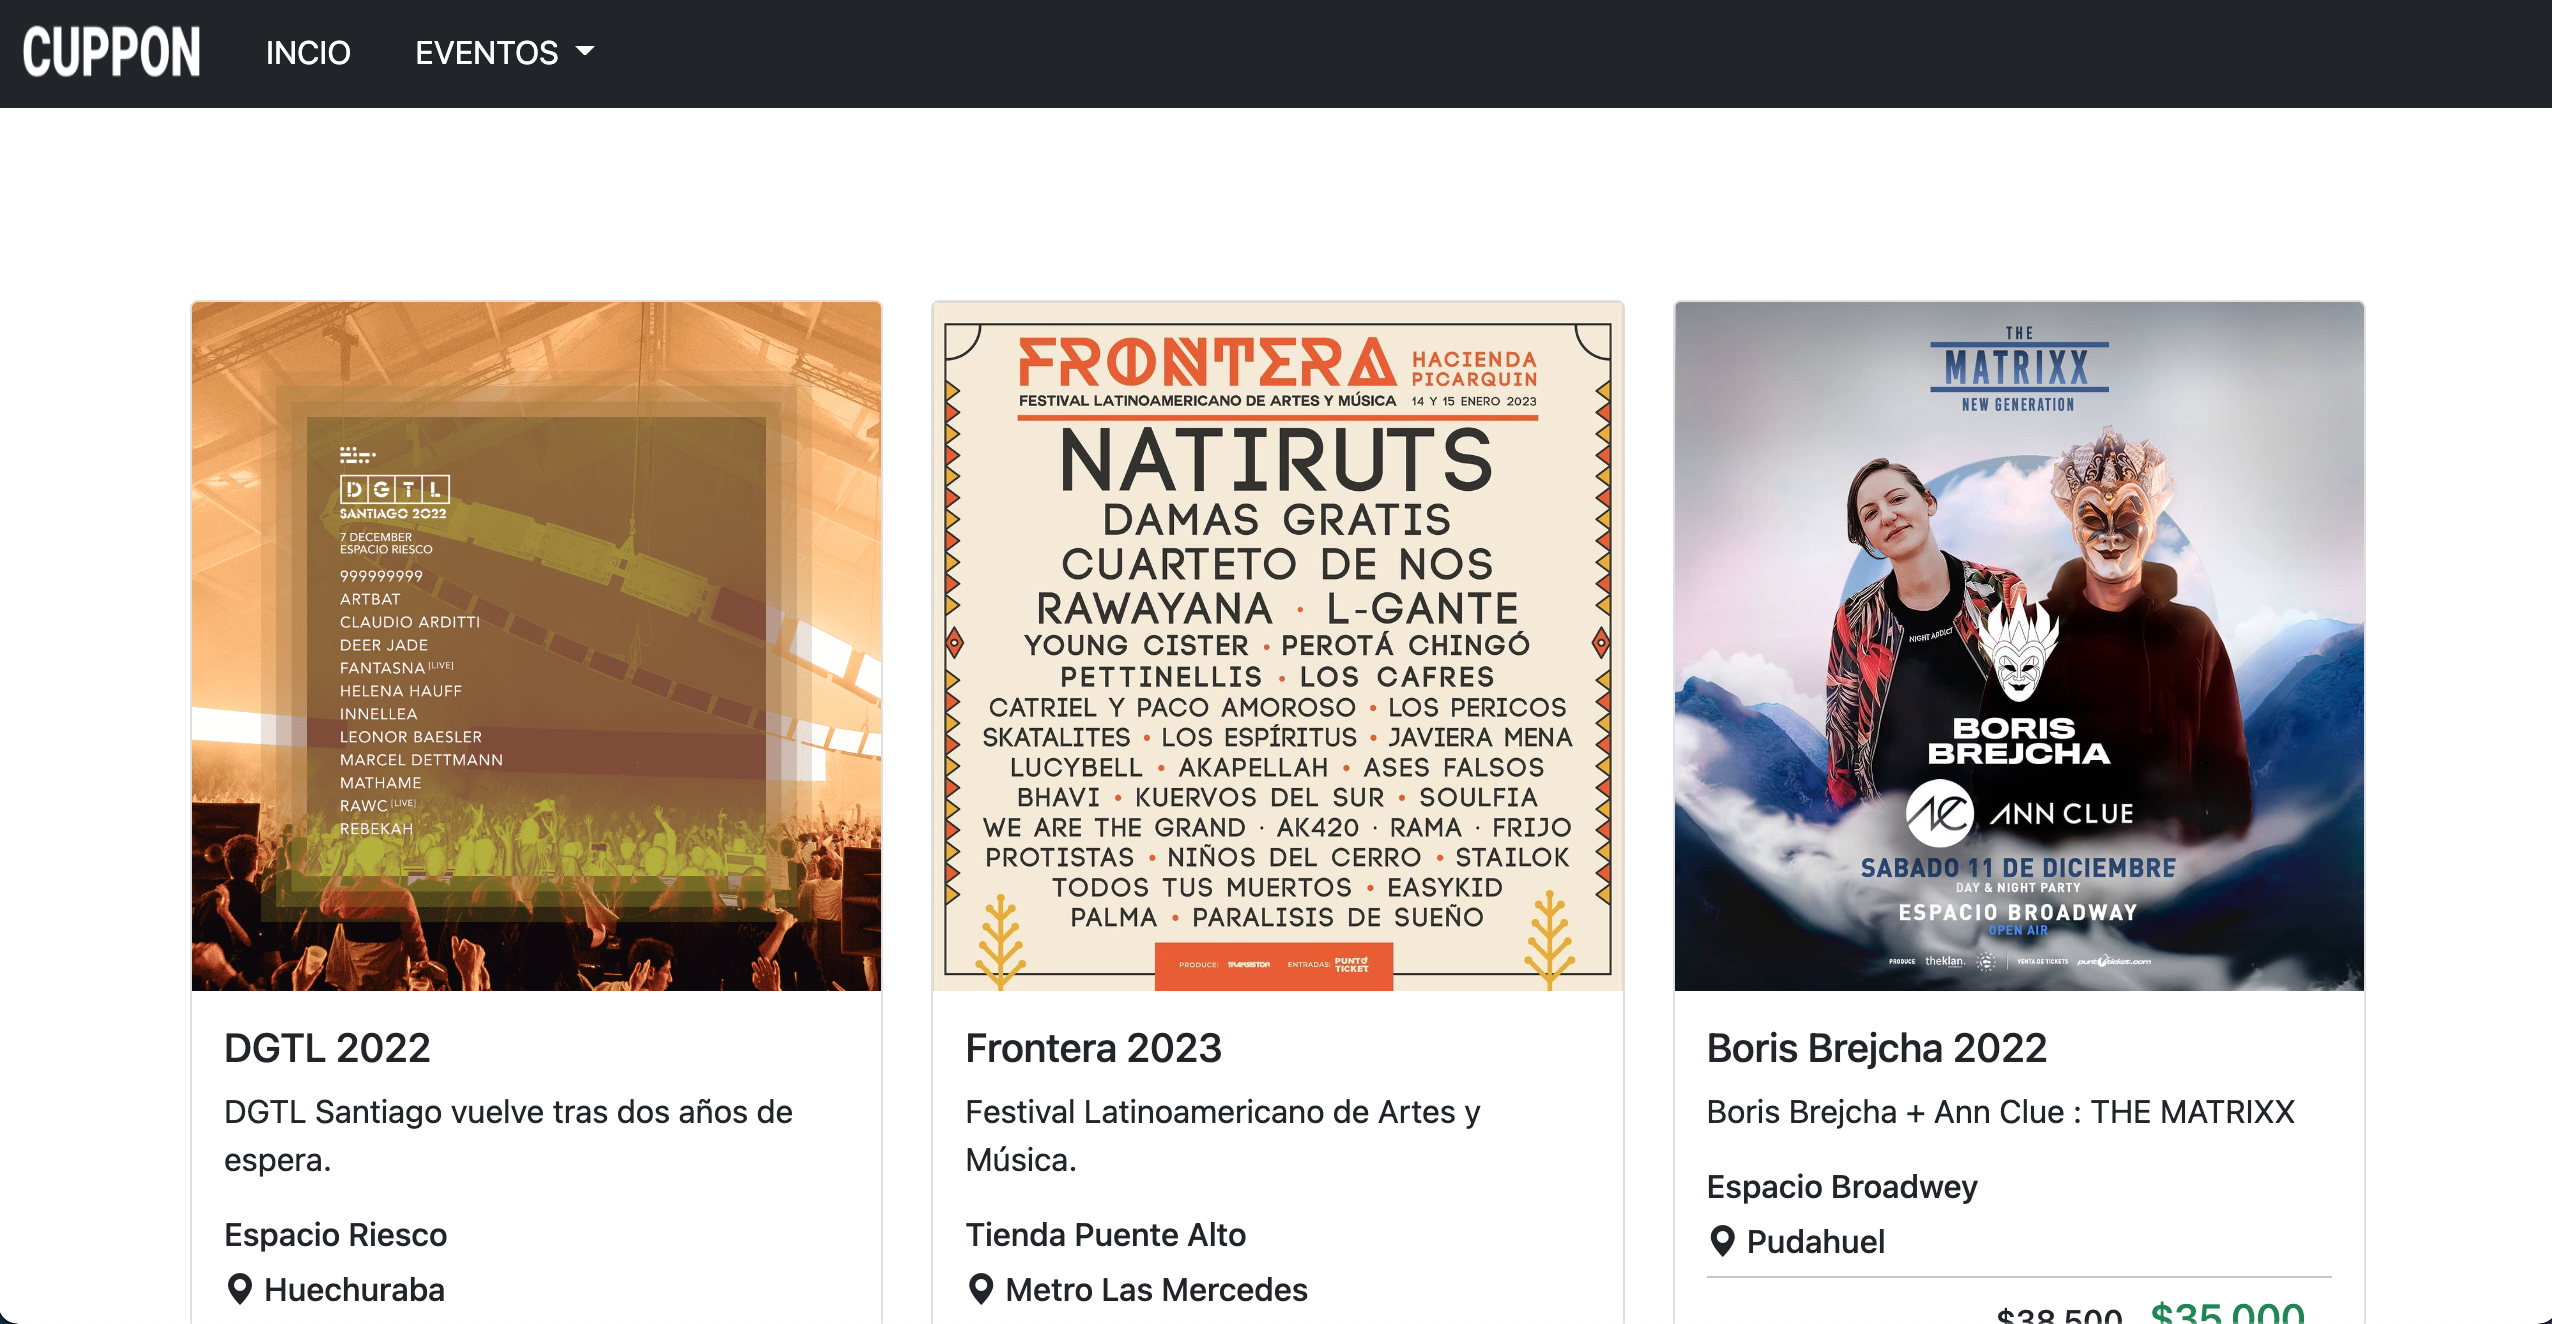 CUPPON
INCIO
EVENTOS
DGTL
SANTIAGO 2022
7 DECEMBER
ESPACIO RIESCO
999999999
ARTBAT
CLAUDIO ARDITTI
DEER JADE
FANTASNA [LIVE]
HELENA HAUFF
INNELLEA
LEONOR BAESLER
MARCEL DETTMANN
MATHAME
RAWC [LIVE]
REBEKAH
DGTL 2022
DGTL Santiago vuelve tras dos años de
espera.
Espacio Riesco
Huechuraba
FRONTERA HACIENDA
PICARQUIN
FESTIVAL LATINOAMERICANO DE ARTES Y MÚSICA 14 Y 15 ENERO 2023
NATIRUTS
DAMAS GRATIS
CUARTETO DE NOS
RAWAYANA • L-GANTE
YOUNG CISTER • PEROTÁ CHINGÓ
PETTINELLIS • LOS CAFRES
CATRIEL Y PACO AMOROSO • LOS PERICOS
SKATALITES • LOS ESPÍRITUS • JAVIERA MENA
LUCYBELL • AKAPELLAH • ASES FALSOS
BHAVI • KUERVOS DEL SUR • SOULFIA
WE ARE THE GRAND · AK420 · RAMA · FRIJO
PROTISTAS • NIÑOS DEL CERRO • STAILOK
TODOS TUS MUERTOS • EASYKID
PALMA • PARALISIS DE SUEÑO
PRODUCE: TRANSISTOR ENTRADAS: PUNTO
TICKET
Frontera 2023
Festival Latinoamericano de Artes y
Música.
Tienda Puente Alto
Metro Las Mercedes
THE
MATRIXX
NEW GENERATION
NIGHT ADDICT
BORIS
BREJCHA
AC ANN CLUE
SABADO 11 DE DICIEMBRE
DAY & NIGHT PARTY
ESPACIO BROADWAY
OPEN AIR
PRODUCE theklan. VENTA DE TICKETS puntoticket.com
Boris Brejcha 2022
Boris Brejcha + Ann Clue : THE MATRIXX
Espacio Broadwey
Pudahuel
$38.500 $35.000